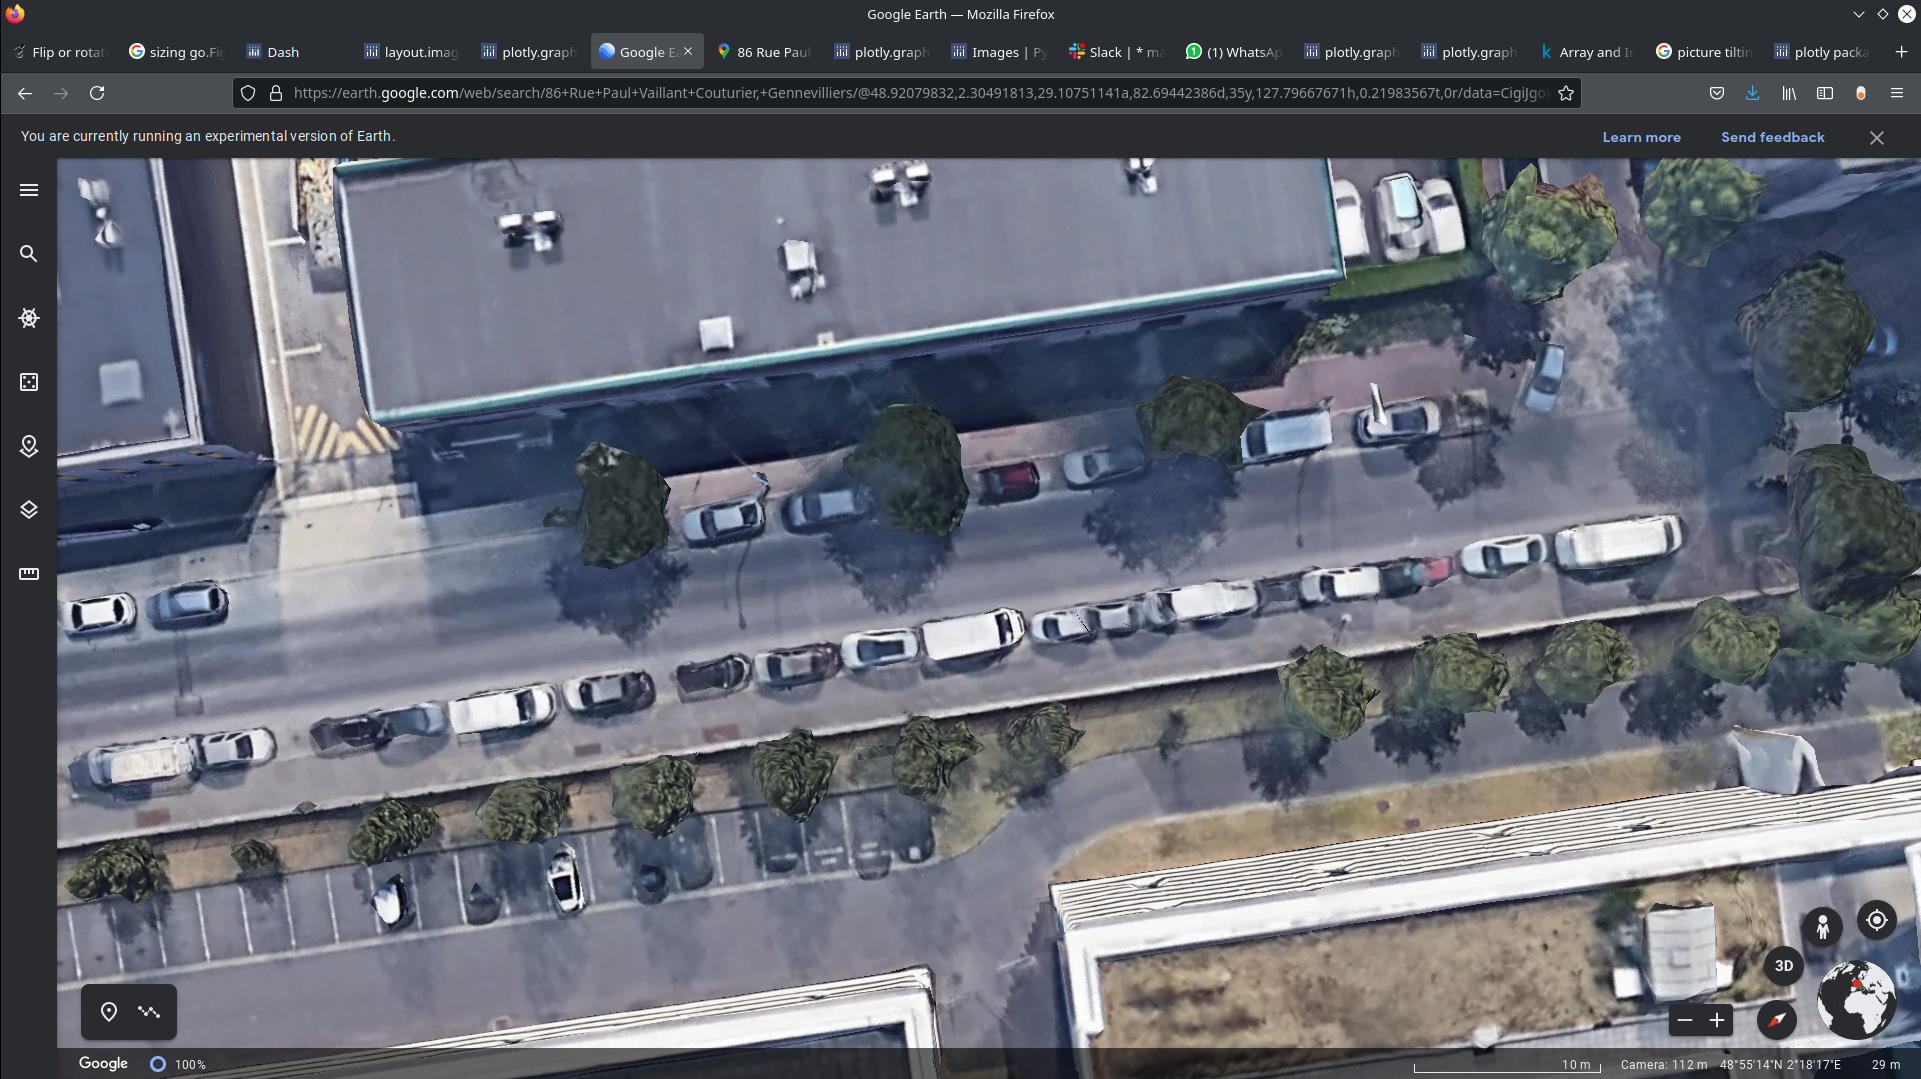 Google Earth — Mozilla Firefox
Flip or rotat
sizing go.Fig
Dash
layout.imag
plotly.graph
Google Ea
86 Rue Paul
plotly.graph
Images | Py
Slack | * ma
(1) WhatsAp
plotly.graph
plotly.graph
Array and Ir
picture tiltin
plotly packa
https://earth.google.com/web/search/86+Rue+Paul+Vaillant+Couturier,+Gennevilliers/@48.92079832,2.30491813,29.10751141a,82.69442386d,35y,127.79667671h,0.21983567t,0r/data=CigiJgok
You are currently running an experimental version of Earth.
Learn more
Send feedback
3D
Google
100%
10 m
Camera: 112 m
48°55'14"N 2°18'17"E
29 m